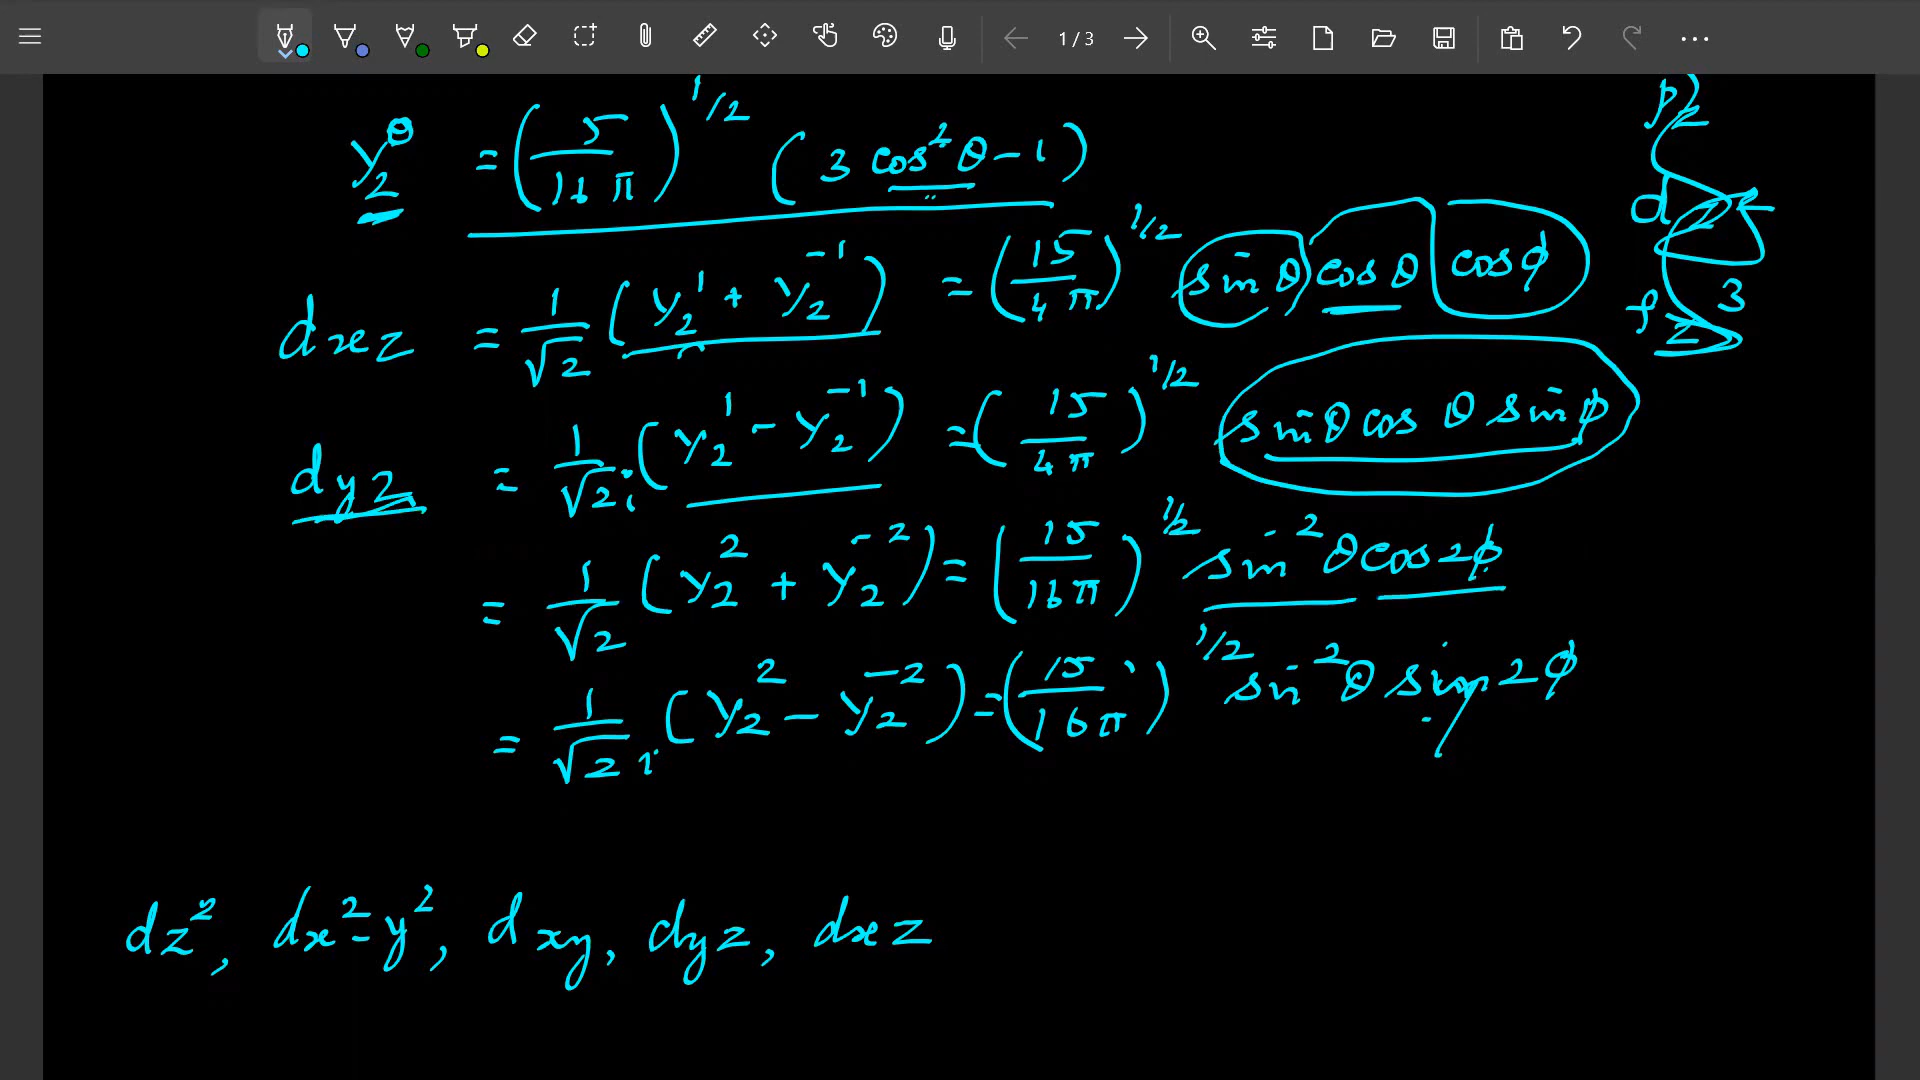 1 / 3
y₂⁰ = (5/16π)^1/2 (3 cos²θ - 1)
dxz = 1/√2 (y₂¹ + y₂⁻¹) = (15/4π)^1/2 sinθ cosθ cosϕ
dyz = 1/√2i (y₂¹ - y₂⁻¹) = (15/4π)^1/2 sinθ cosθ sinϕ
= 1/√2 (y₂² + y₂⁻²) = (15/16π)^1/2 sin²θ cos2ϕ
= 1/√2i (y₂² - y₂⁻²) = (15/16π)^1/2 sin²θ sin2ϕ
dz², dx²-y², dxy, dyz, dxz
p2
d
f 3